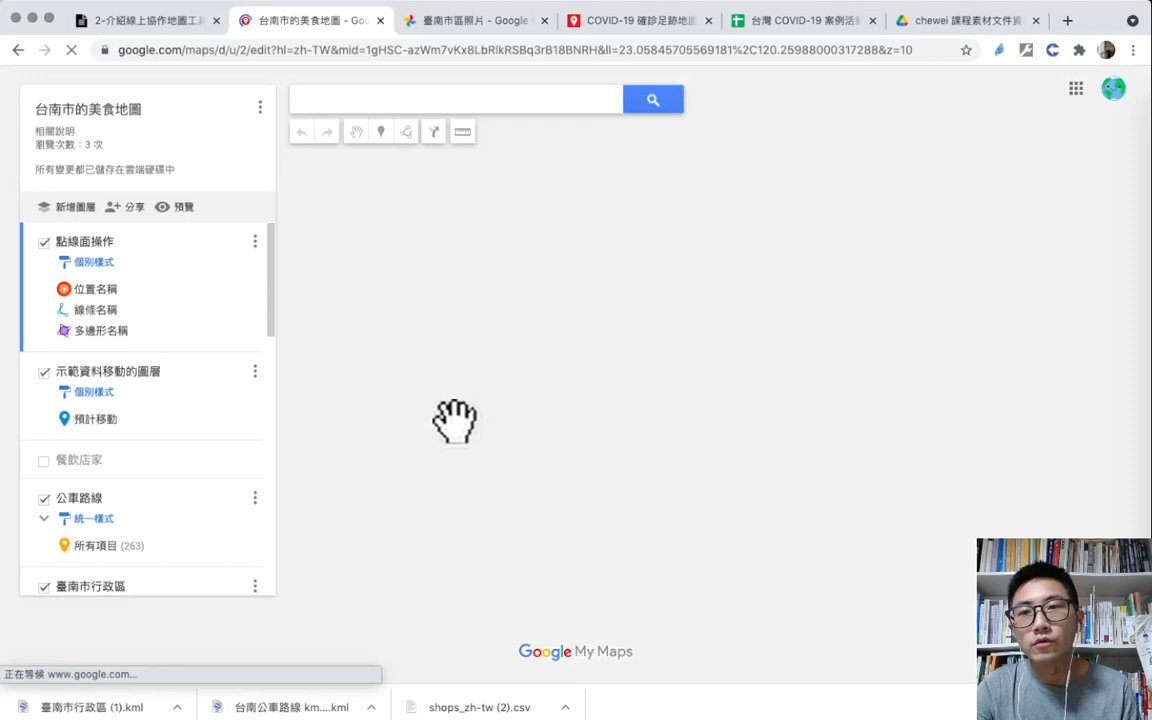 2-介紹線上協作地圖工
台南市的美食地圖 - Goo
臺南市區照片 - Google
COVID-19 確診足跡地圖
台灣 COVID-19 案例活
chewei 課程素材文件資
google.com/maps/d/u/2/edit?hl=zh-TW&mid=1gHSC-azWm7vKx8LbRlkRSBq3rB18BNRH&ll=23.05845705569181%2C120.25988000317288&z=10
台南市的美食地圖
相關說明
瀏覽次數：3 次
所有變更都已儲存在雲端硬碟中
新增圖層 分享 預覽
點線面操作
個別樣式
位置名稱
線條名稱
多邊形名稱
示範資料移動的圖層
個別樣式
預計移動
餐飲店家
公車路線
統一樣式
所有項目 (263)
臺南市行政區
Google My Maps
正在等候 www.google.com...
臺南市行政區 (1).kml
台南公車路線 km....kml
shops_zh-tw (2).csv